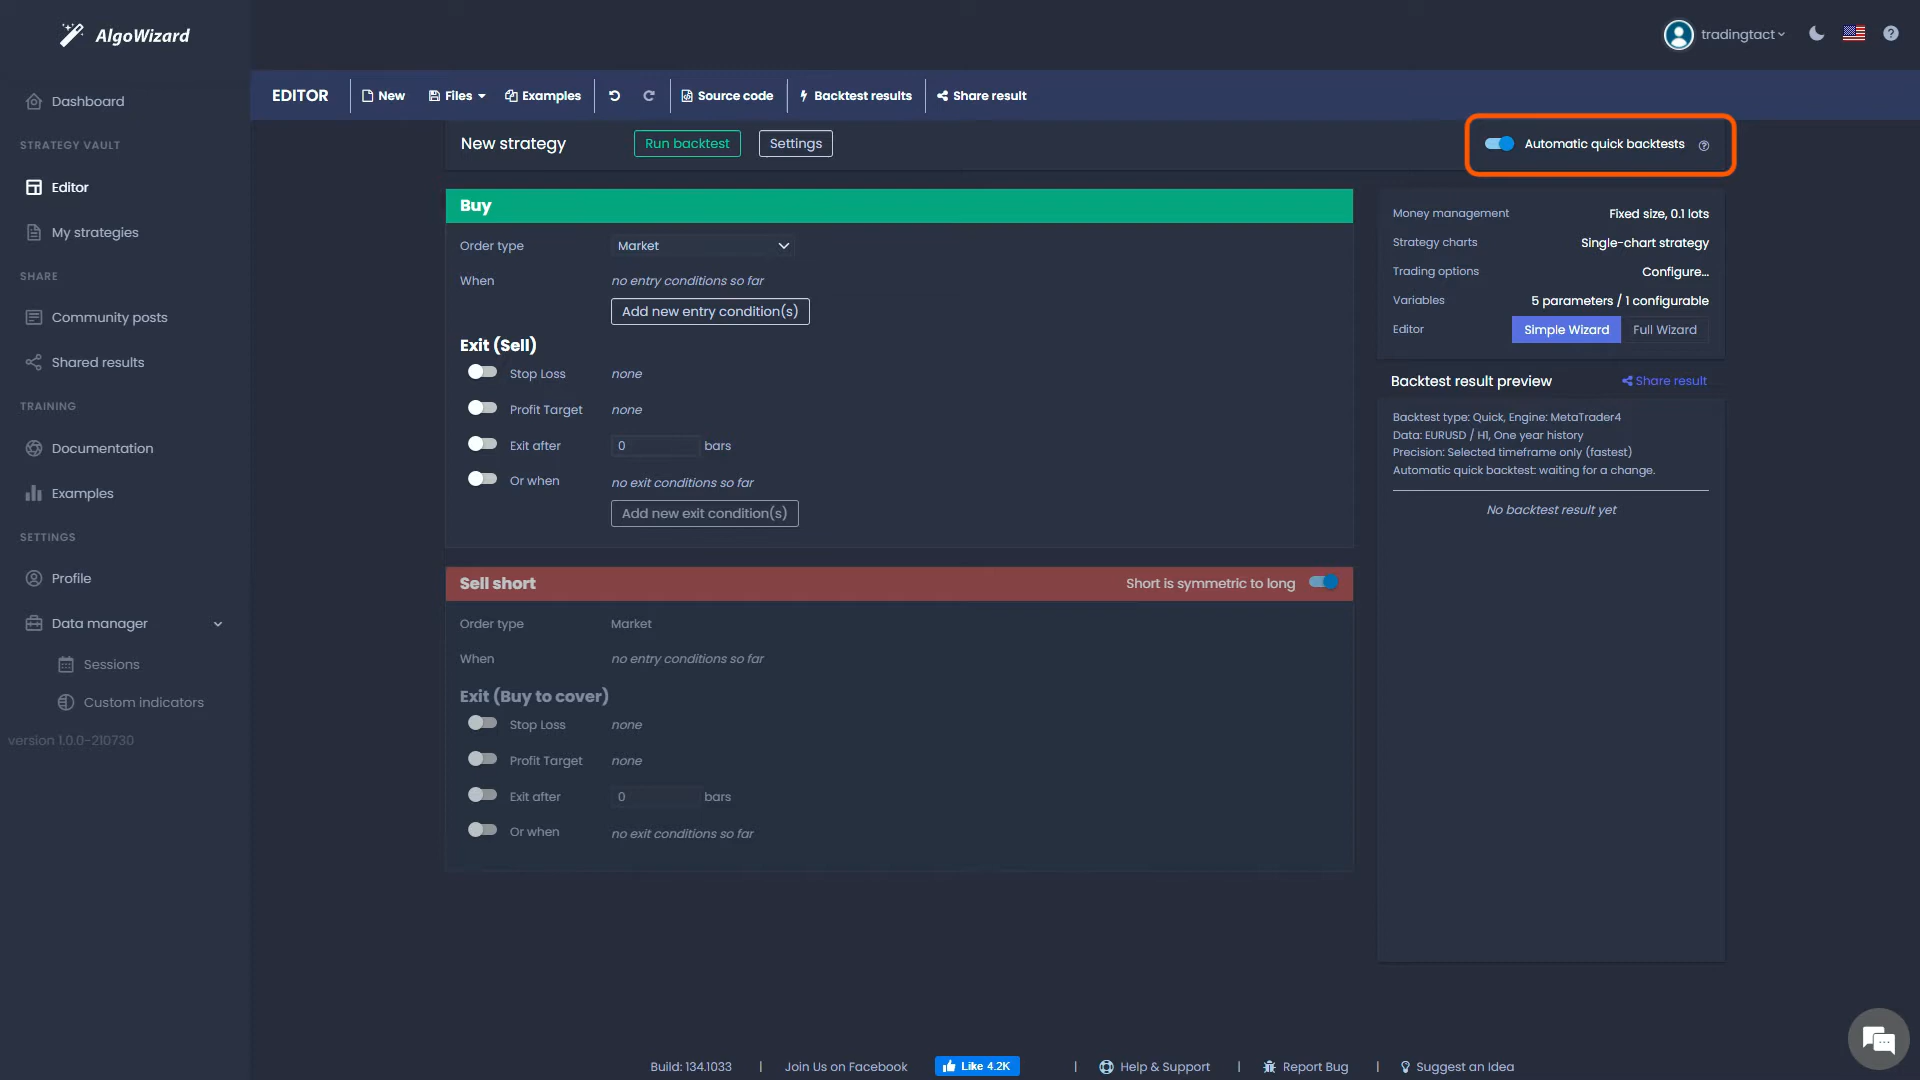 AlgoWizard
tradingtact
Dashboard
STRATEGY VAULT
Editor
My strategies
SHARE
Community posts
Shared results
TRAINING
Documentation
Examples
SETTINGS
Profile
Data manager
Sessions
Custom indicators
version 1.0.0-210730
EDITOR New Files Examples Source code Backtest results Share result
New strategy Run backtest Settings Automatic quick backtests
Buy
Order type Market
When no entry conditions so far
Add new entry condition(s)
Exit (Sell)
Stop Loss none
Profit Target none
Exit after 0 bars
Or when no exit conditions so far
Add new exit condition(s)
Sell short Short is symmetric to long
Order type Market
When no entry conditions so far
Exit (Buy to cover)
Stop Loss none
Profit Target none
Exit after 0 bars
Or when no exit conditions so far
Money management Fixed size, 0.1 lots
Strategy charts Single-chart strategy
Trading options Configure...
Variables 5 parameters / 1 configurable
Editor Simple Wizard Full Wizard
Backtest result preview Share result
Backtest type: Quick, Engine: MetaTrader4
Data: EURUSD / H1, One year history
Precision: Selected timeframe only (fastest)
Automatic quick backtest: waiting for a change.
No backtest result yet
Build: 134.1033 | Join Us on Facebook Like 4.2K | Help & Support | Report Bug | Suggest an Idea